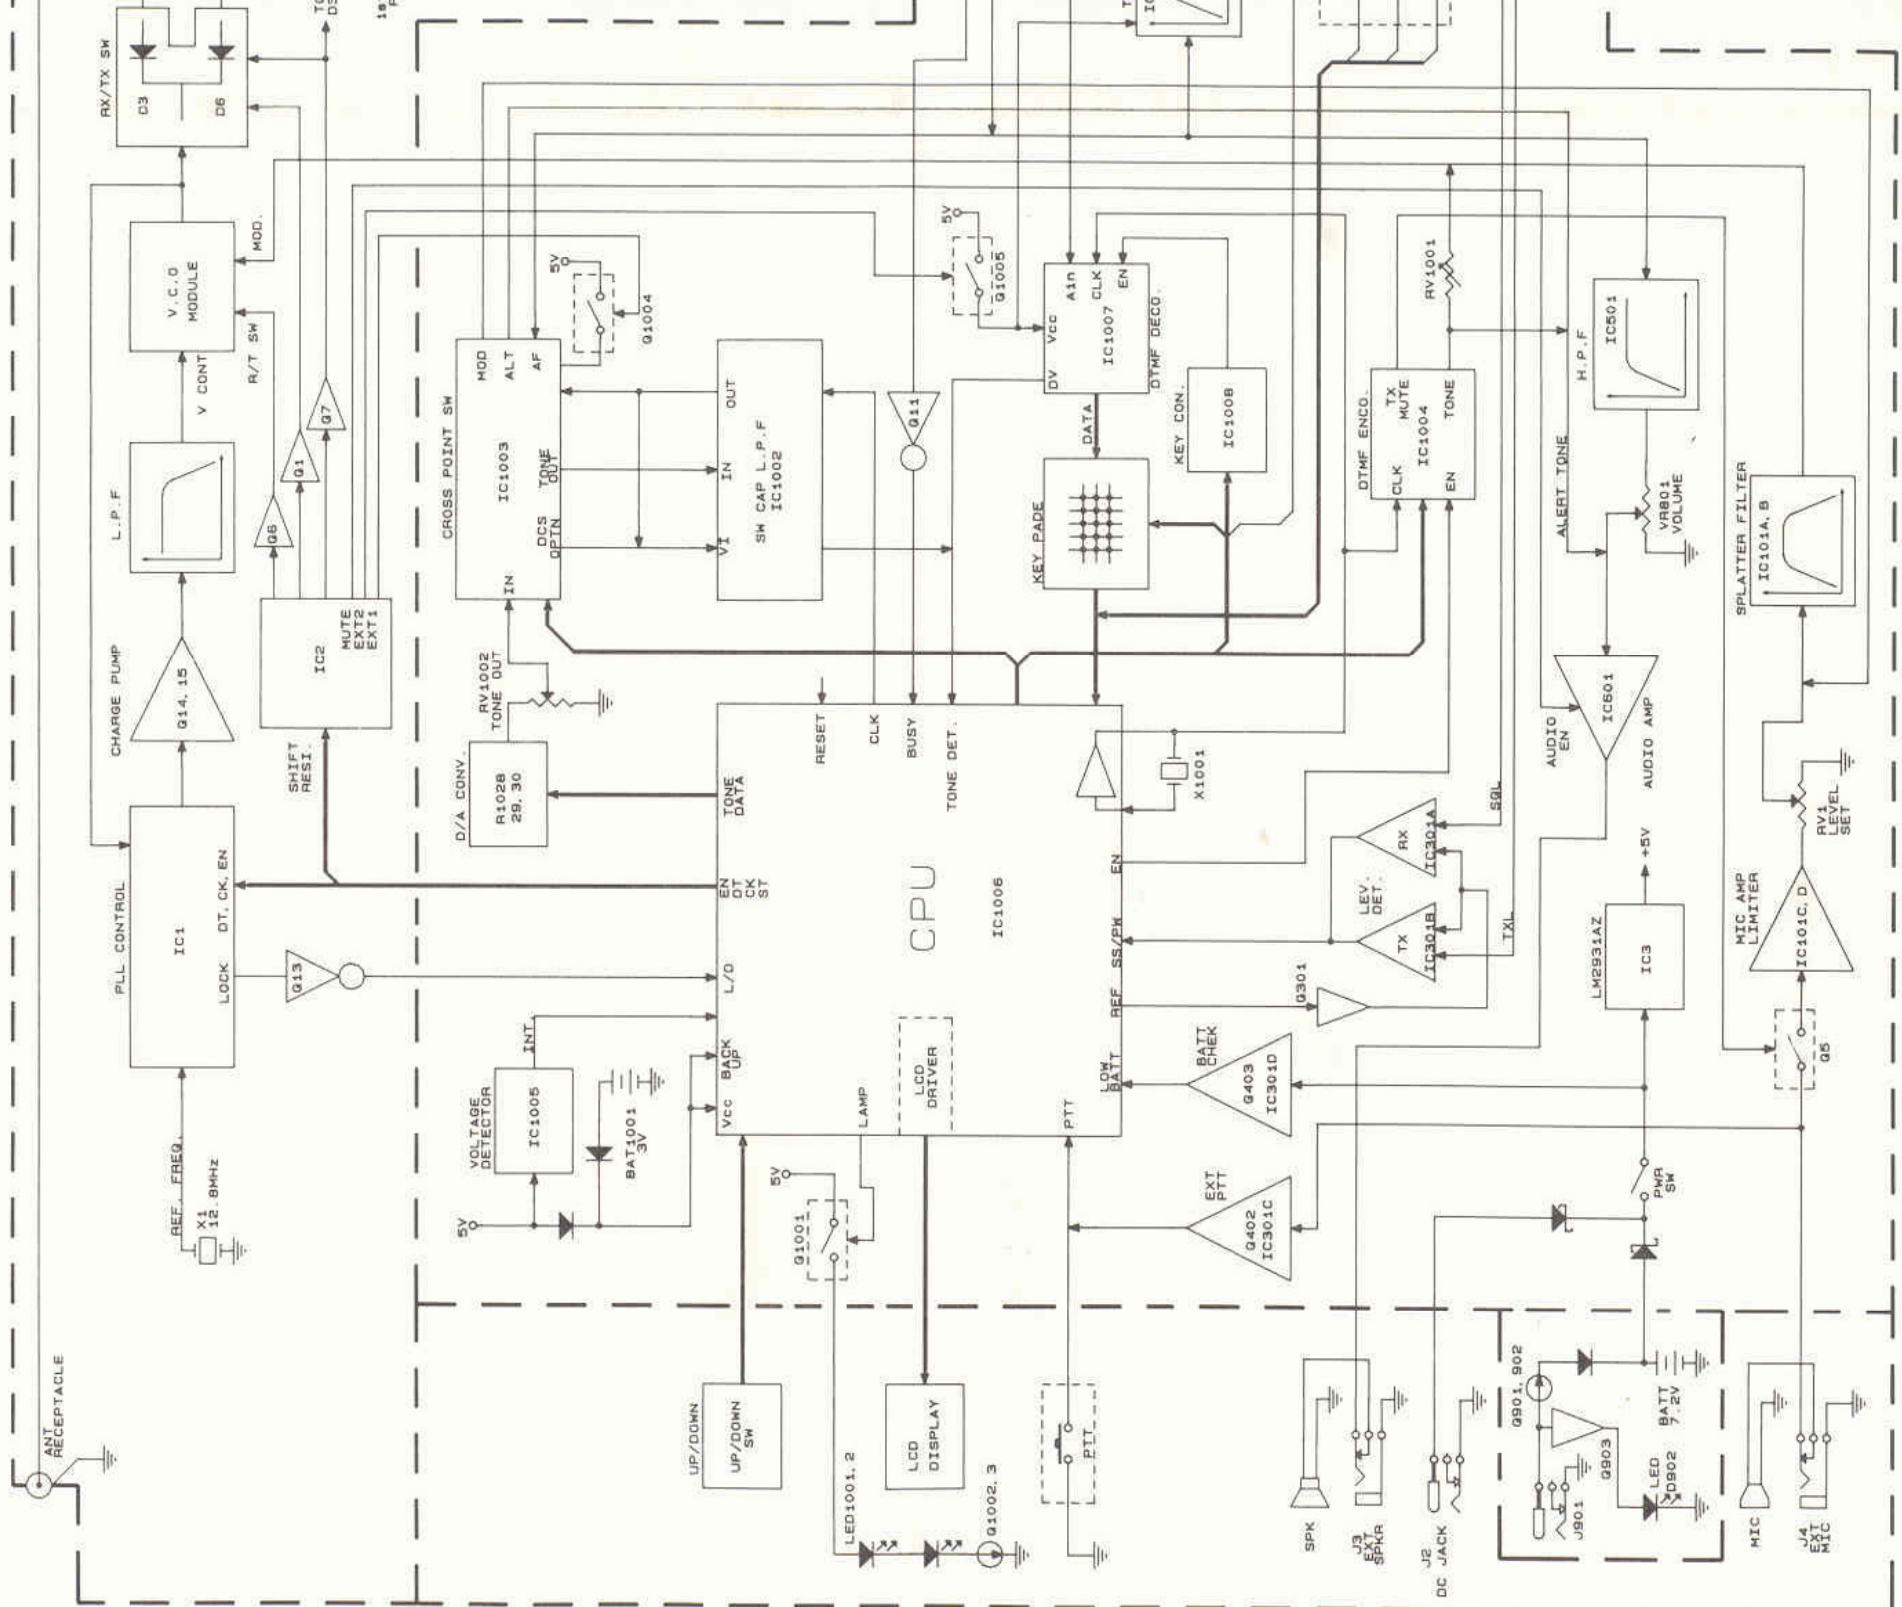 RX/TX SW
D3
D6
1st
V.C.O
MODULE
MOD.
V CONT
R/T SW
L.P.F
Q6
Q1
Q7
CHARGE PUMP
Q14, 15
IC2
MUTE
EXT2
EXT1
SHIFT
RESI.
PLL CONTROL
IC1
LOCK
DT, CK, EN
Q13
REF. FREQ.
X1
12.8MHz
ANT
RECEPTACLE
CROSS POINT SW
IC1003
MOD
ALT
AF
TONE
OUT
DCS
OPTN
IN
5V
Q1004
OUT
IN
VI
SW CAP L.P.F
IC1002
Q11
5V
Q1005
Vcc
DV
Ain
CLK
EN
IC1007
DTMF DECO.
DATA
KEY PADE
KEY CON.
IC1008
DTMF ENCO.
CLK
TX
MUTE
IC1004
EN
TONE
RV1001
H.P.F
IC501
ALERT TONE
VR801
VOLUME
SPLATTER FILTER
IC101A, B
RV1002
TONE OUT
D/A CONV.
R1028
29, 30
RESET
CLK
BUSY
TONE DET.
TONE
DATA
EN
DT
CK
ST
L/D
CPU
IC1006
X1001
EN
SS/PW
REF
LEV.
DET.
RX
IC301A
TX
IC301B
SQL
TXL
Q301
AUDIO
EN
IC601
AUDIO AMP
RV1
LEVEL
SET
MIC AMP
LIMITER
IC101C, D
LM2931AZ
IC3
+5V
Q5
INT.
VOLTAGE
DETECTOR
IC1005
BAT1001
3V
5V
BACK
UP
Vcc
LAMP
LCD
DRIVER
PTT
LOW
BATT
BATT
CHEK
Q403
IC301D
EXT
PTT
Q402
IC301C
PWR
SW
Q1001
5V
UP/DOWN
UP/DOWN
SW
LCD
DISPLAY
LED1001, 2
Q1002, 3
PTT
SPK
J3
EXT
SPKR
J2
DC JACK
Q901, 902
Q903
J901
LED
D902
BATT
7.2V
MIC
J4
EXT
MIC